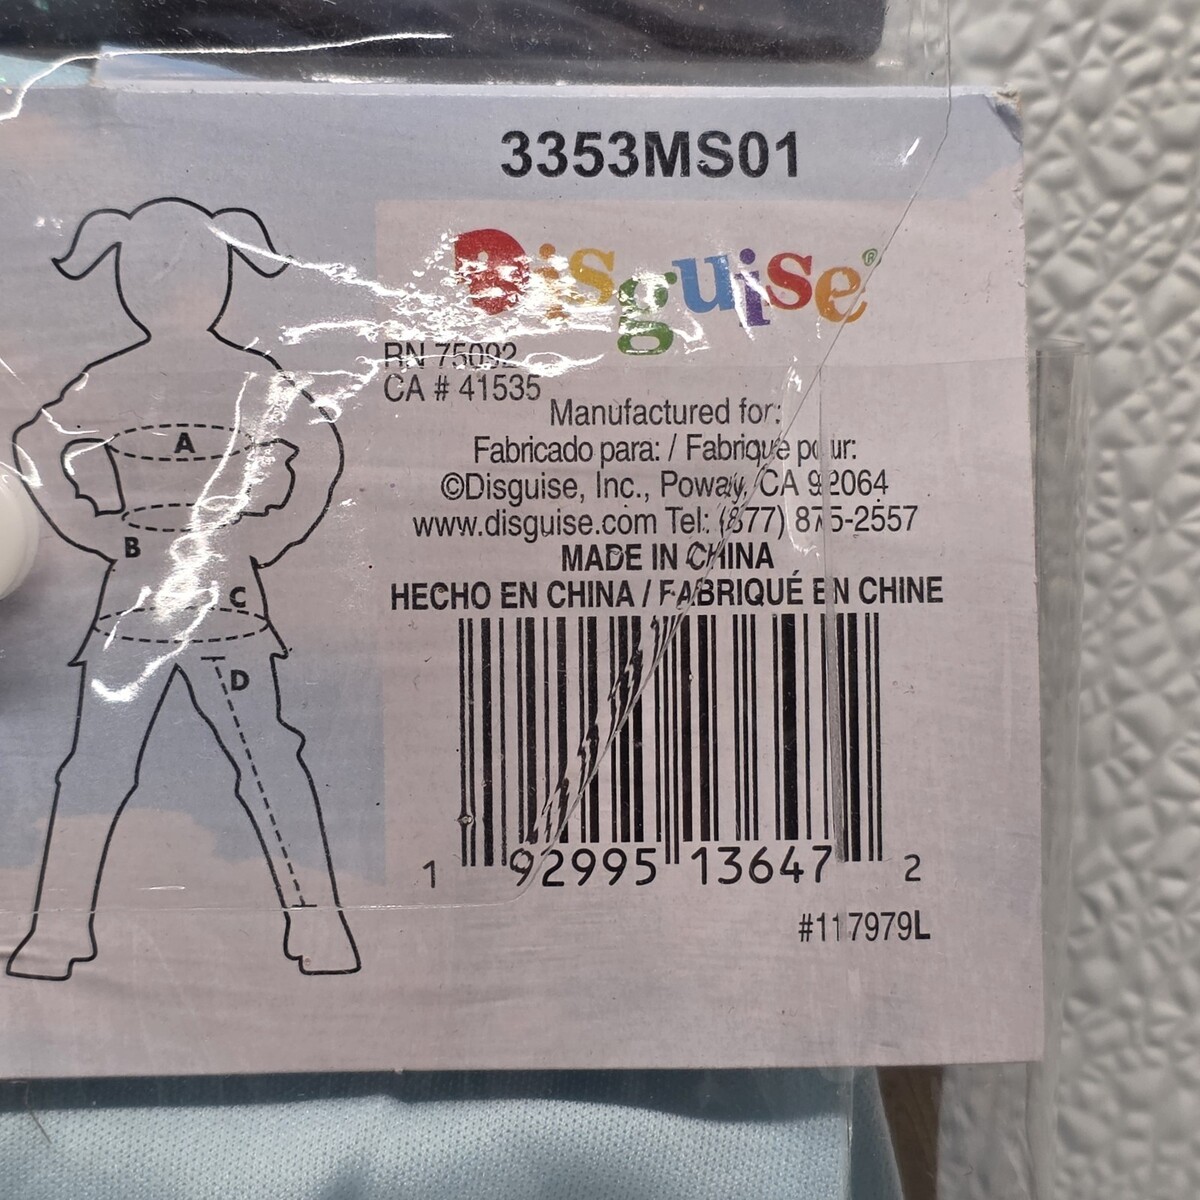 3353MS01
Disguise®
RN 75092
CA # 41535
Manufactured for:
Fabricado para: / Fabriqué pour:
©Disguise, Inc., Poway, CA 92064
www.disguise.com Tel: (877) 875-2557
MADE IN CHINA
HECHO EN CHINA / FABRIQUÉ EN CHINE
A
B
C
D
1 92995 13647 2
#117979L